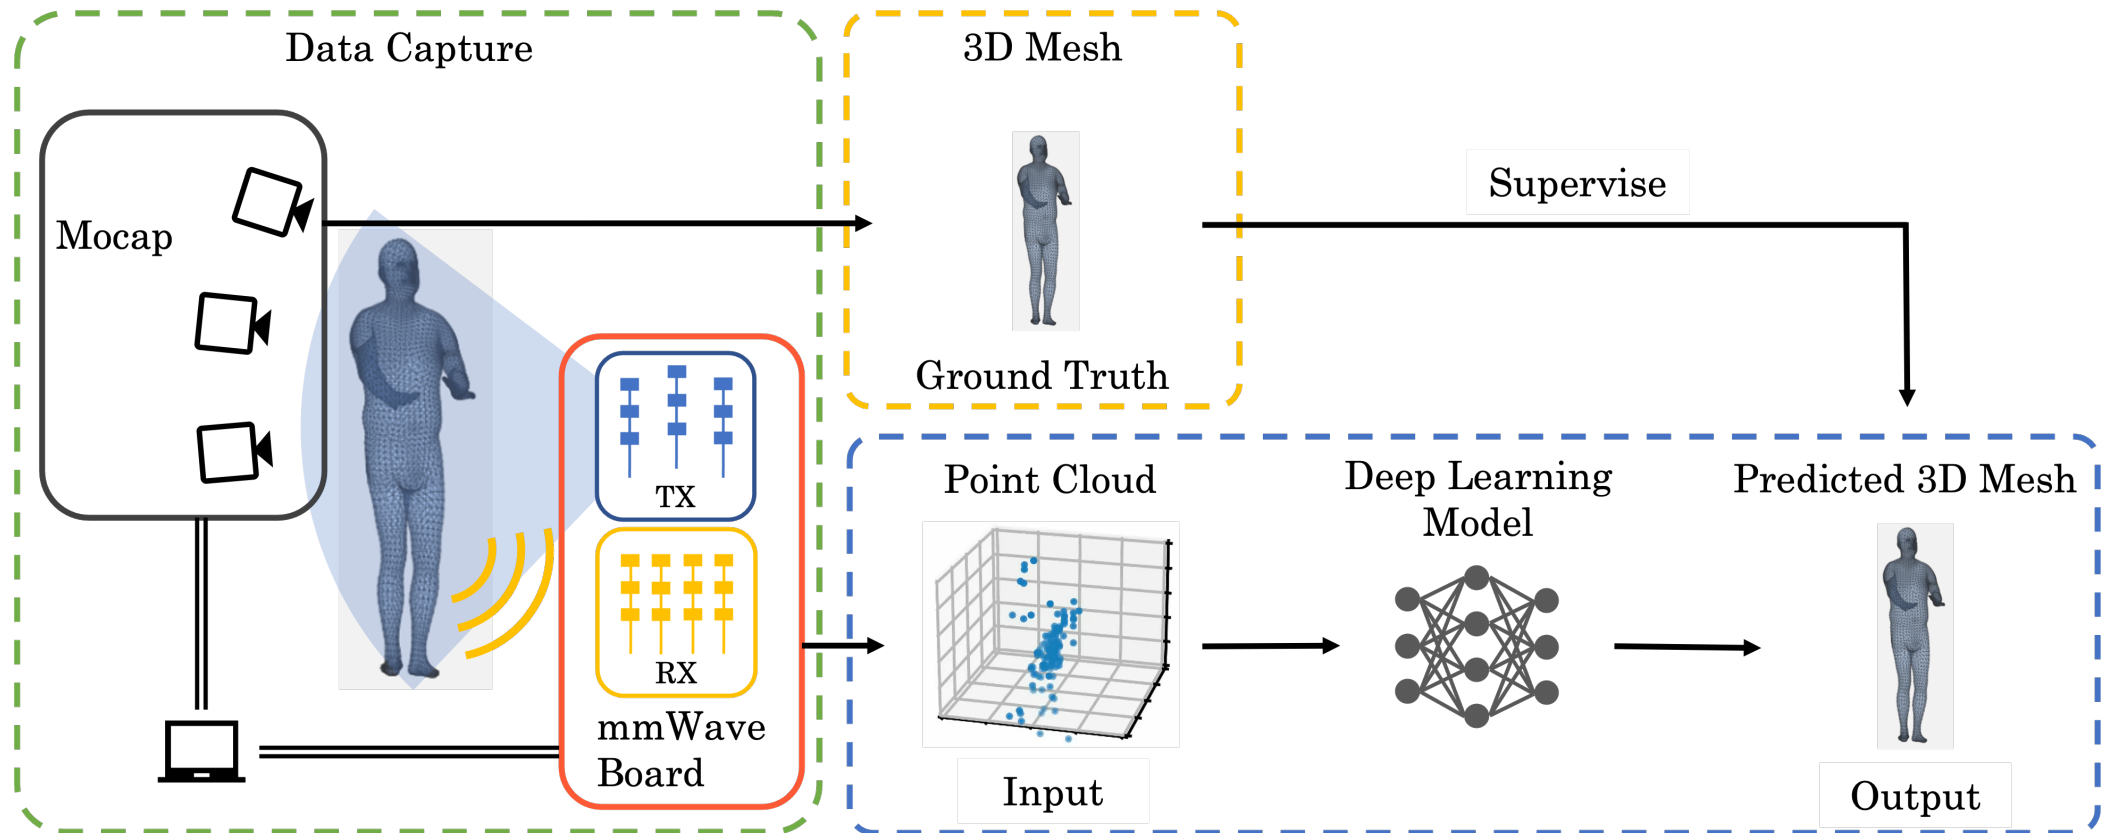 Data Capture
Mocap
TX
RX
mmWave
Board
3D Mesh
Ground Truth
Supervise
Point Cloud
Input
Deep Learning
Model
Predicted 3D Mesh
Output